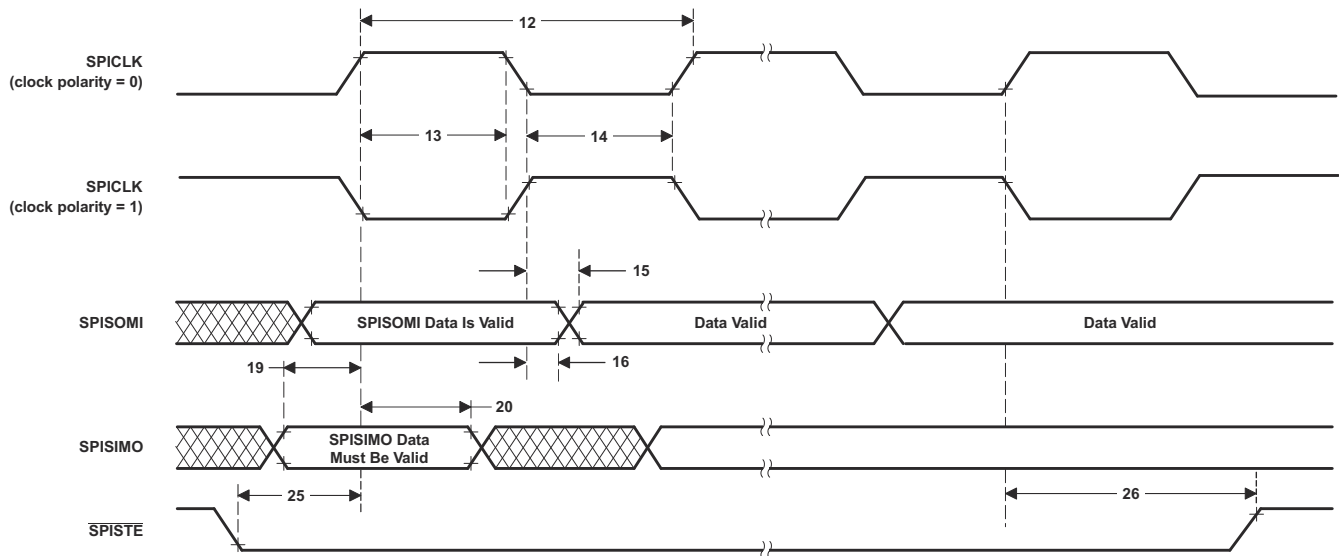 12
SPICLK
(clock polarity = 0)
13
14
SPICLK
(clock polarity = 1)
15
SPISOMI
SPISOMI Data Is Valid
Data Valid
Data Valid
16
19
20
SPISIMO
SPISIMO Data
Must Be Valid
25
26
SPISTE